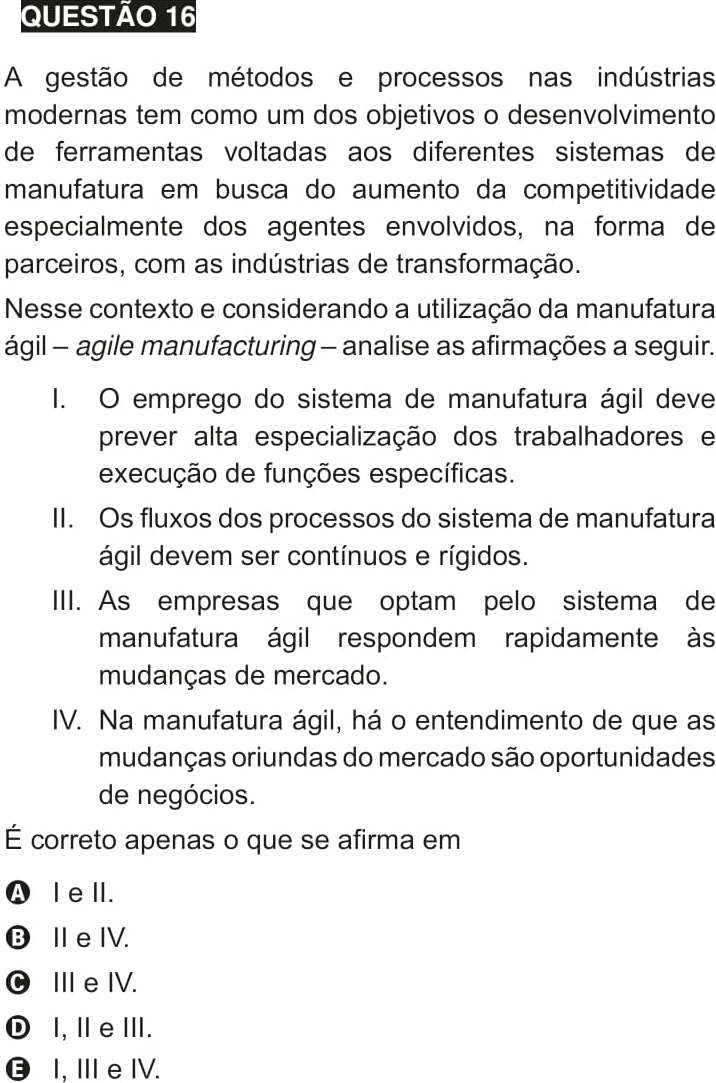 QUESTÃO 16
A gestão de métodos e processos nas indústrias
modernas tem como um dos objetivos o desenvolvimento
de ferramentas voltadas aos diferentes sistemas de
manufatura em busca do aumento da competitividade
especialmente dos agentes envolvidos, na forma de
parceiros, com as indústrias de transformação.
Nesse contexto e considerando a utilização da manufatura
ágil – agile manufacturing – analise as afirmações a seguir.
I. O emprego do sistema de manufatura ágil deve
prever alta especialização dos trabalhadores e
execução de funções específicas.
II. Os fluxos dos processos do sistema de manufatura
ágil devem ser contínuos e rígidos.
III. As empresas que optam pelo sistema de
manufatura ágil respondem rapidamente às
mudanças de mercado.
IV. Na manufatura ágil, há o entendimento de que as
mudanças oriundas do mercado são oportunidades
de negócios.
É correto apenas o que se afirma em
A I e II.
B II e IV.
C III e IV.
D I, II e III.
E I, III e IV.